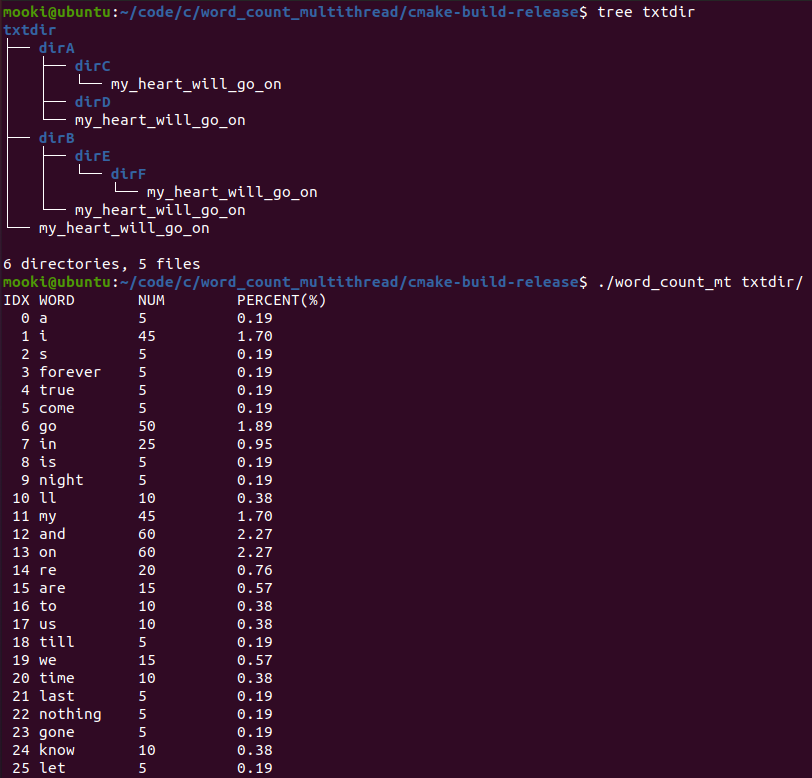 mooki@ubuntu:~/code/c/word_count_multithread/cmake-build-release$ tree txtdir
txtdir
├── dirA
│   ├── dirC
│   │   └── my_heart_will_go_on
│   ├── dirD
│   └── my_heart_will_go_on
├── dirB
│   ├── dirE
│   │   └── dirF
│   │       └── my_heart_will_go_on
│   └── my_heart_will_go_on
└── my_heart_will_go_on

6 directories, 5 files
mooki@ubuntu:~/code/c/word_count_multithread/cmake-build-release$ ./word_count_mt txtdir/
IDX WORD       NUM        PERCENT(%)
  0 a          5          0.19
  1 i          45         1.70
  2 s          5          0.19
  3 forever    5          0.19
  4 true       5          0.19
  5 come       5          0.19
  6 go         50         1.89
  7 in         25         0.95
  8 is         5          0.19
  9 night      5          0.19
 10 ll         10         0.38
 11 my         45         1.70
 12 and        60         2.27
 13 on         60         2.27
 14 re         20         0.76
 15 are        15         0.57
 16 to         10         0.38
 17 us         10         0.38
 18 till       5          0.19
 19 we         15         0.57
 20 time       10         0.38
 21 last       5          0.19
 22 nothing    5          0.19
 23 gone       5          0.19
 24 know       10         0.38
 25 let        5          0.19